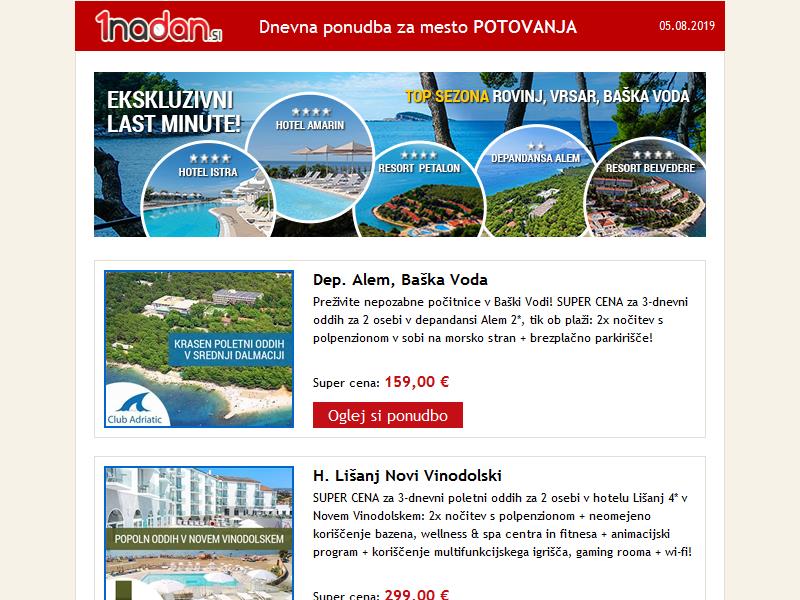 1nadan.si
Dnevna ponudba za mesto POTOVANJA
05.08.2019
EKSKLUZIVNI
LAST MINUTE!
TOP SEZONA ROVINJ, VRSAR, BAŠKA VODA
HOTEL ISTRA
HOTEL AMARIN
RESORT PETALON
DEPANDANSA ALEM
RESORT BELVEDERE
KRASEN POLETNI ODDIH
V SREDNJI DALMACIJI
Club Adriatic
Dep. Alem, Baška Voda
Preživite nepozabne počitnice v Baški Vodi! SUPER CENA za 3-dnevni
oddih za 2 osebi v depandansi Alem 2*, tik ob plaži: 2x nočitev s
polpenzionom v sobi na morsko stran + brezplačno parkirišče!
Super cena: 159,00 €
Oglej si ponudbo
POPOLN ODDIH V NOVEM VINODOLSKEM
H. Lišanj Novi Vinodolski
SUPER CENA za 3-dnevni poletni oddih za 2 osebi v hotelu Lišanj 4* v
Novem Vinodolskem: 2x nočitev s polpenzionom + neomejeno
koriščenje bazena, wellness & spa centra in fitnesa + animacijski
program + koriščenje multifunkcijskega igrišča, gaming rooma + wi-fi!
Super cena: 299,00 €